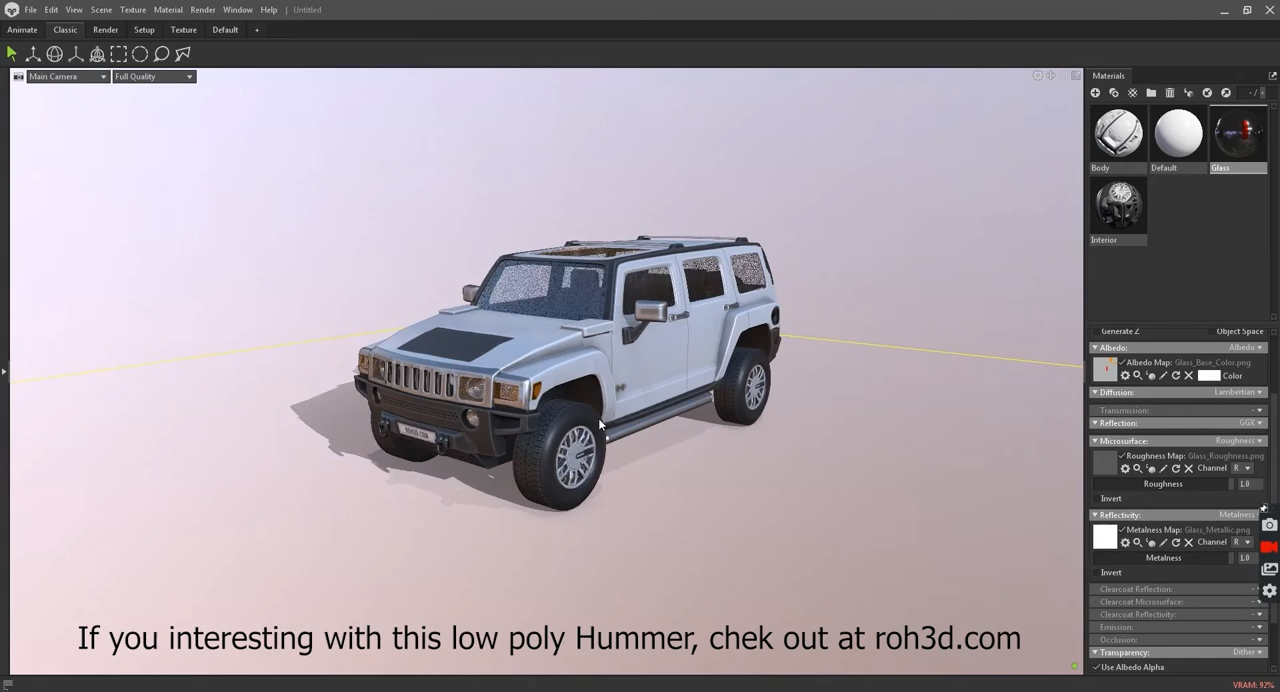 File Edit View Scene Texture Material Render Window Help Untitled
Animate Classic Render Setup Texture Default +
Main Camera Full Quality
Materials
- /
Body Default Glass
Interior
Generate Z Object Space
Albedo: Albedo
Albedo Map: Glass_Base_Color.png
Color
Diffusion: Lambertian
Transmission: -
Reflection: GGX
Microsurface: Roughness
Roughness Map: Glass_Roughness.png
Channel R
Roughness 1.0
Invert
Reflectivity: Metalness
Metalness Map: Glass_Metallic.png
Channel R
Metalness 1.0
Invert
Clearcoat Reflection: -
Clearcoat Microsurface: -
Clearcoat Reflectivity: -
Emission: -
Occlusion: -
Transparency: Dither
Use Albedo Alpha
ROH3D.COM
If you interesting with this low poly Hummer, chek out at roh3d.com
VRAM: 92%